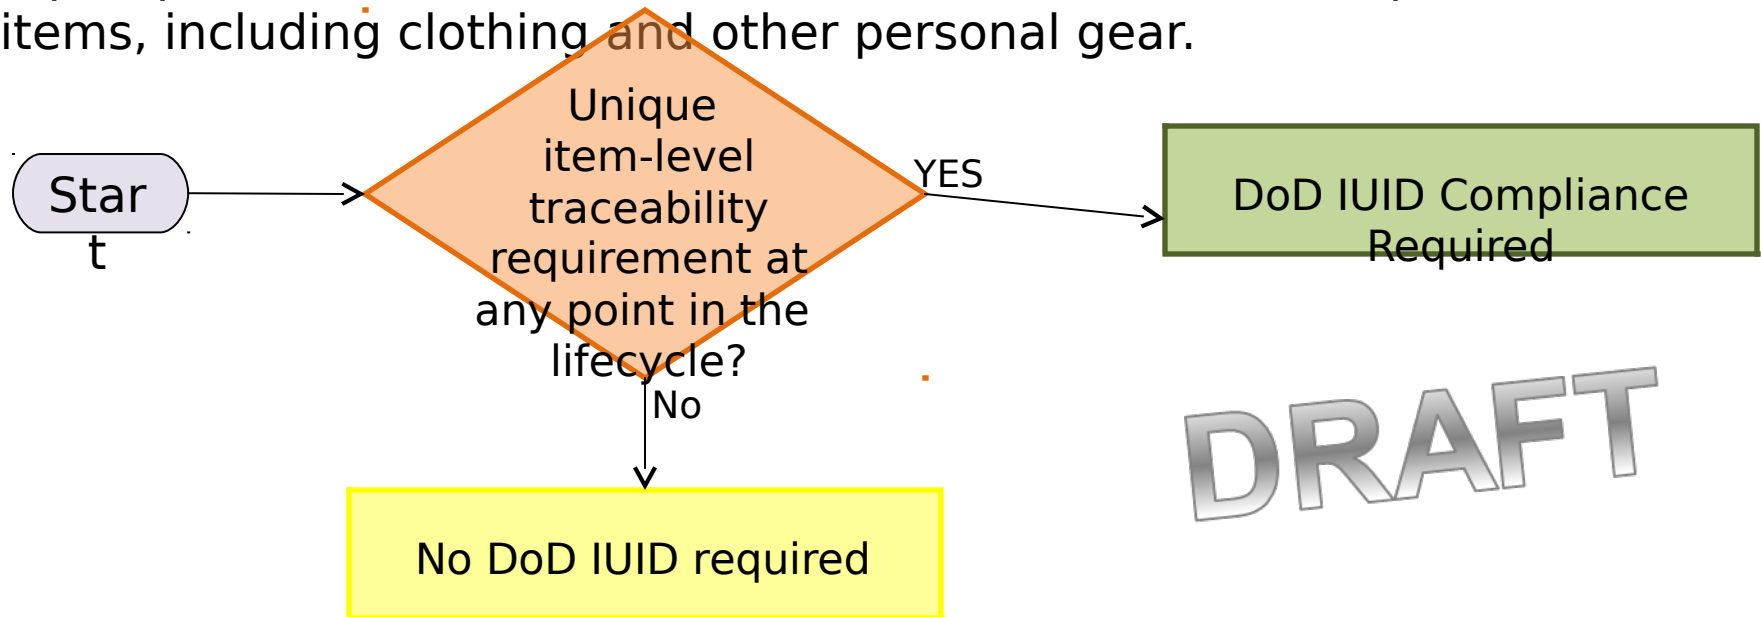 items, including clothing and other personal gear.
Star
t
Unique
item-level
traceability
requirement at
any point in the
lifecycle?
YES
DoD IUID Compliance
Required
No
DRAFT
No DoD IUID required